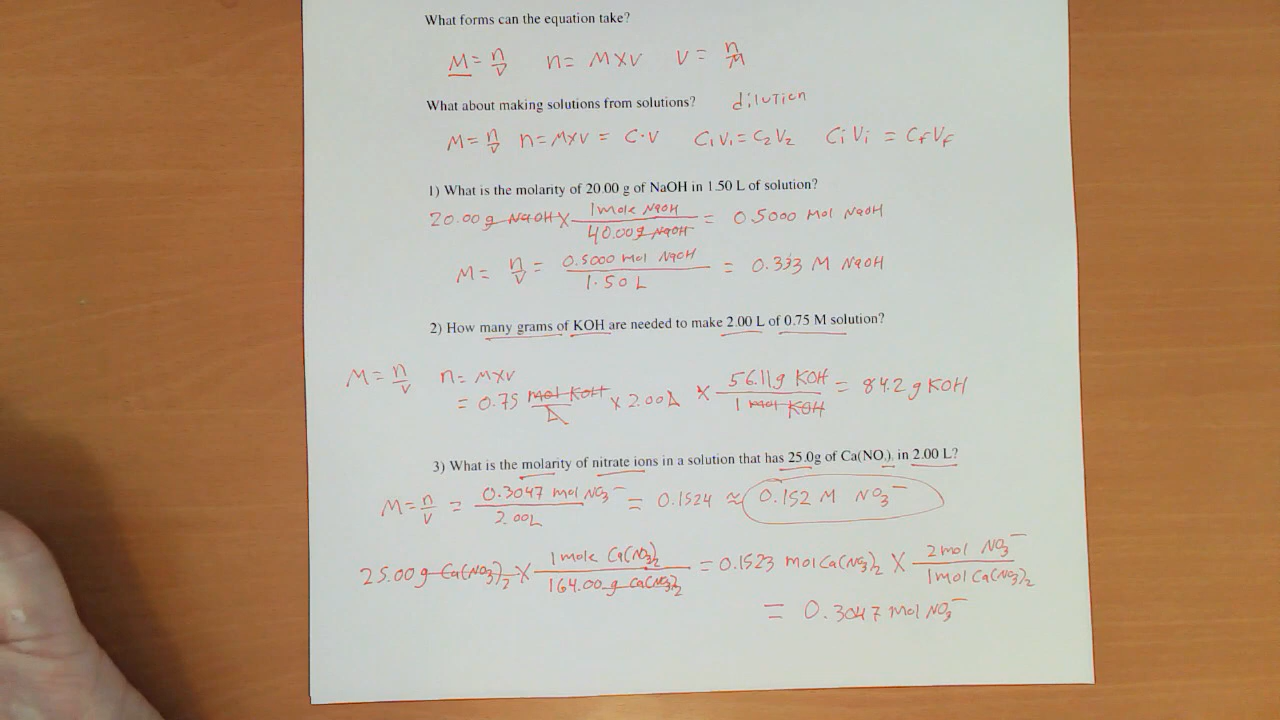 What forms can the equation take?
M = n/V n = M×V V = n/M
What about making solutions from solutions? dilution
M = n/V n = M×V = C·V C₁V₁ = C₂V₂ CᵢVᵢ = C_fV_f
1) What is the molarity of 20.00 g of NaOH in 1.50 L of solution?
20.00 g NaOH × 1 mole NaOH / 40.00 g NaOH = 0.5000 mol NaOH
M = n/V = 0.5000 mol NaOH / 1.50 L = 0.333 M NaOH
2) How many grams of KOH are needed to make 2.00 L of 0.75 M solution?
M = n/V n = M×V
= 0.75 mol KOH / L × 2.00 L × 56.11 g KOH / 1 mol KOH = 84.2 g KOH
3) What is the molarity of nitrate ions in a solution that has 25.0g of Ca(NO₃)₂ in 2.00 L?
M = n/V = 0.3047 mol NO₃⁻ / 2.00L = 0.1524 ≈ 0.152 M NO₃⁻
25.00 g Ca(NO₃)₂ × 1 mole Ca(NO₃)₂ / 164.00 g Ca(NO₃)₂ = 0.1523 mol Ca(NO₃)₂ × 2 mol NO₃⁻ / 1 mol Ca(NO₃)₂
= 0.3047 mol NO₃⁻